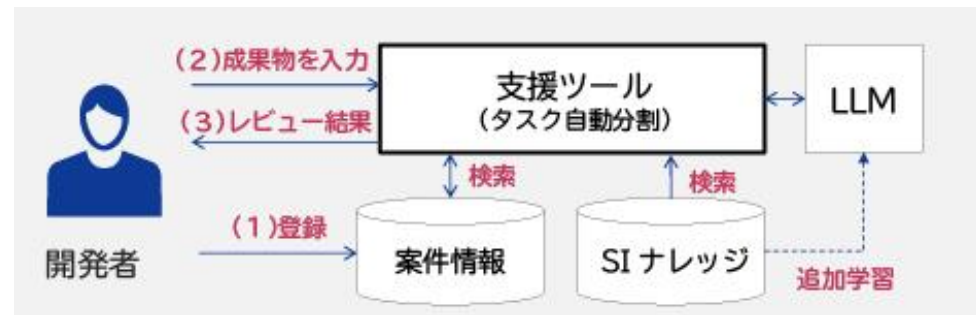 (2)成果物を入力
支援ツール
(タスク自動分割)
LLM
(3)レビュー結果
検索
検索
(1)登録
案件情報
SIナレッジ
開発者
追加学習